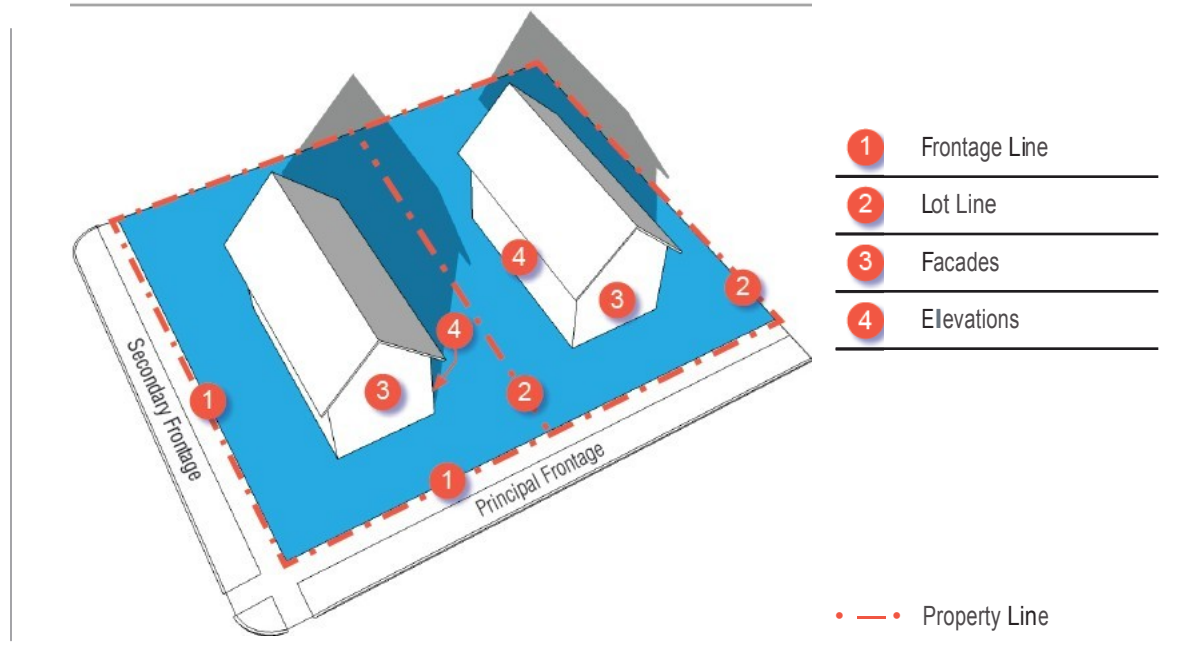 1 Frontage Line
2 Lot Line
3 Facades
4 Elevations
4
3
2
4
3
1
2
1
Secondary Frontage
Principal Frontage
Property Line